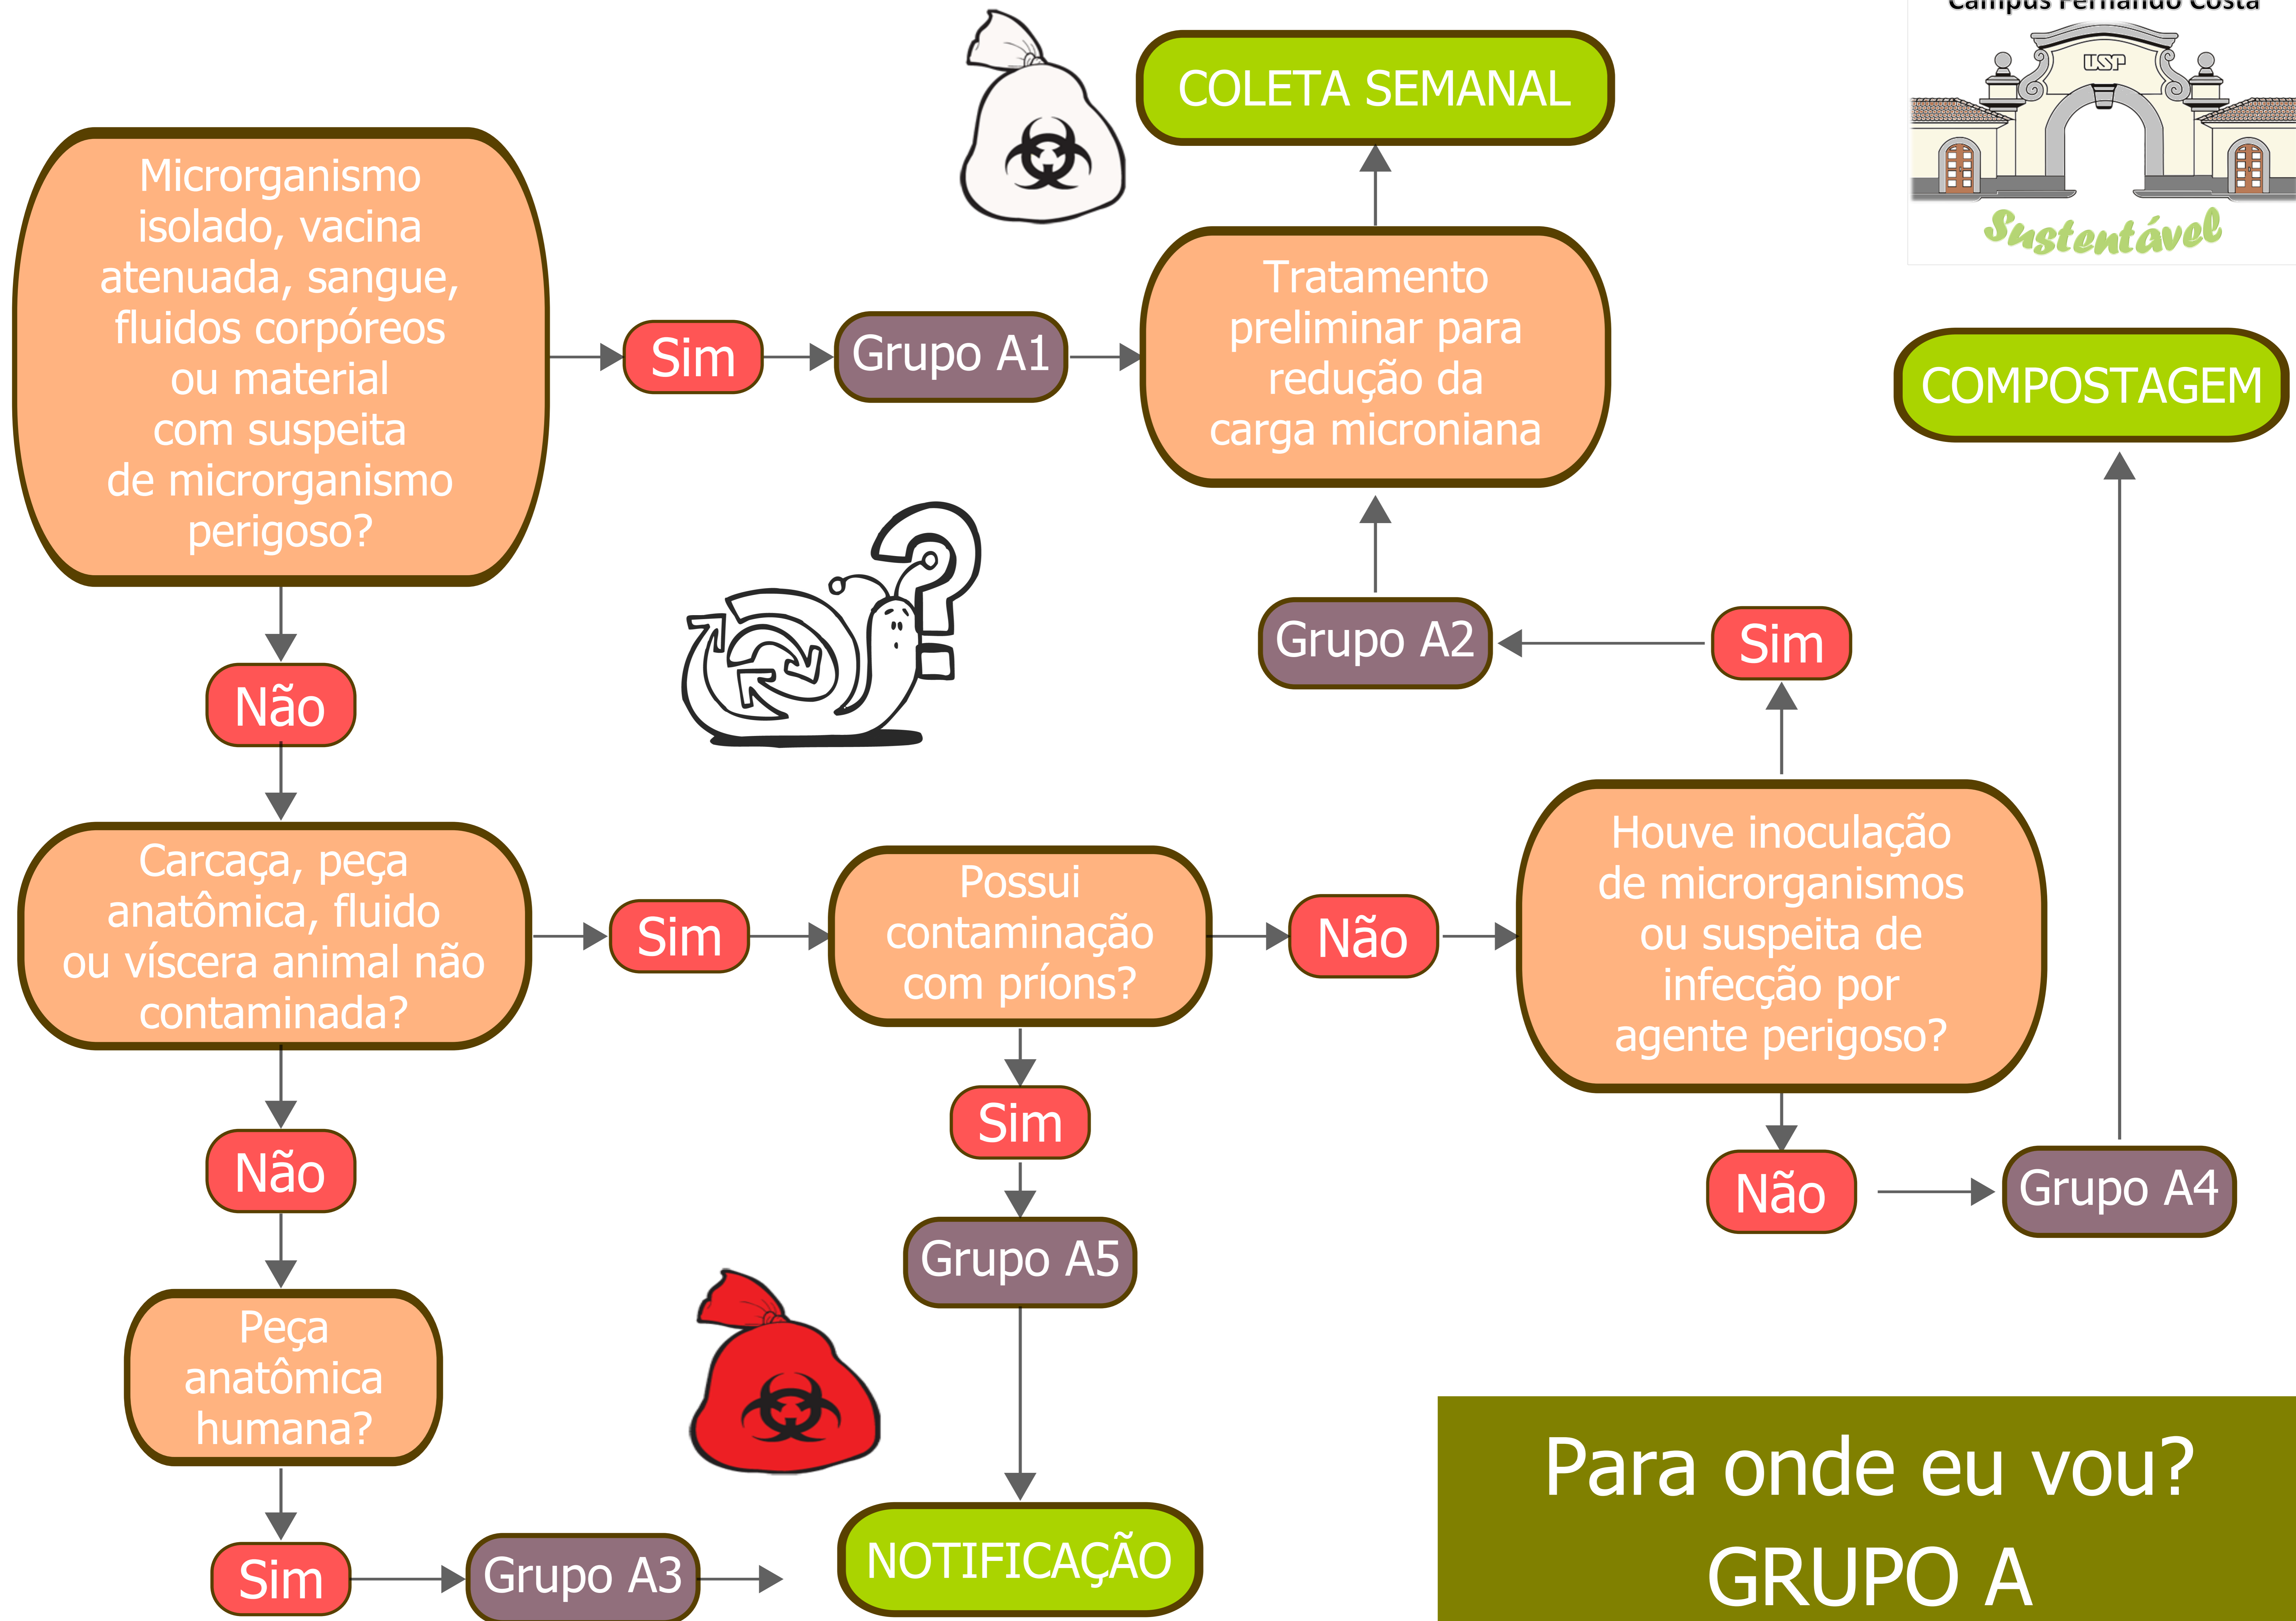 Campus Fernando Costa
USP
Sustentável
COLETA SEMANAL
Microrganismo
isolado, vacina
atenuada, sangue,
fluidos corpóreos
ou material
com suspeita
de microrganismo
perigoso?
Sim
Grupo A1
Tratamento
preliminar para
redução da
carga microniana
COMPOSTAGEM
Não
Grupo A2
Sim
Carcaça, peça
anatômica, fluido
ou víscera animal não
contaminada?
Sim
Possui
contaminação
com príons?
Não
Houve inoculação
de microrganismos
ou suspeita de
infecção por
agente perigoso?
Não
Sim
Não
Grupo A4
Grupo A5
Peça
anatômica
humana?
Sim
Grupo A3
NOTIFICAÇÃO
Para onde eu vou?
GRUPO A